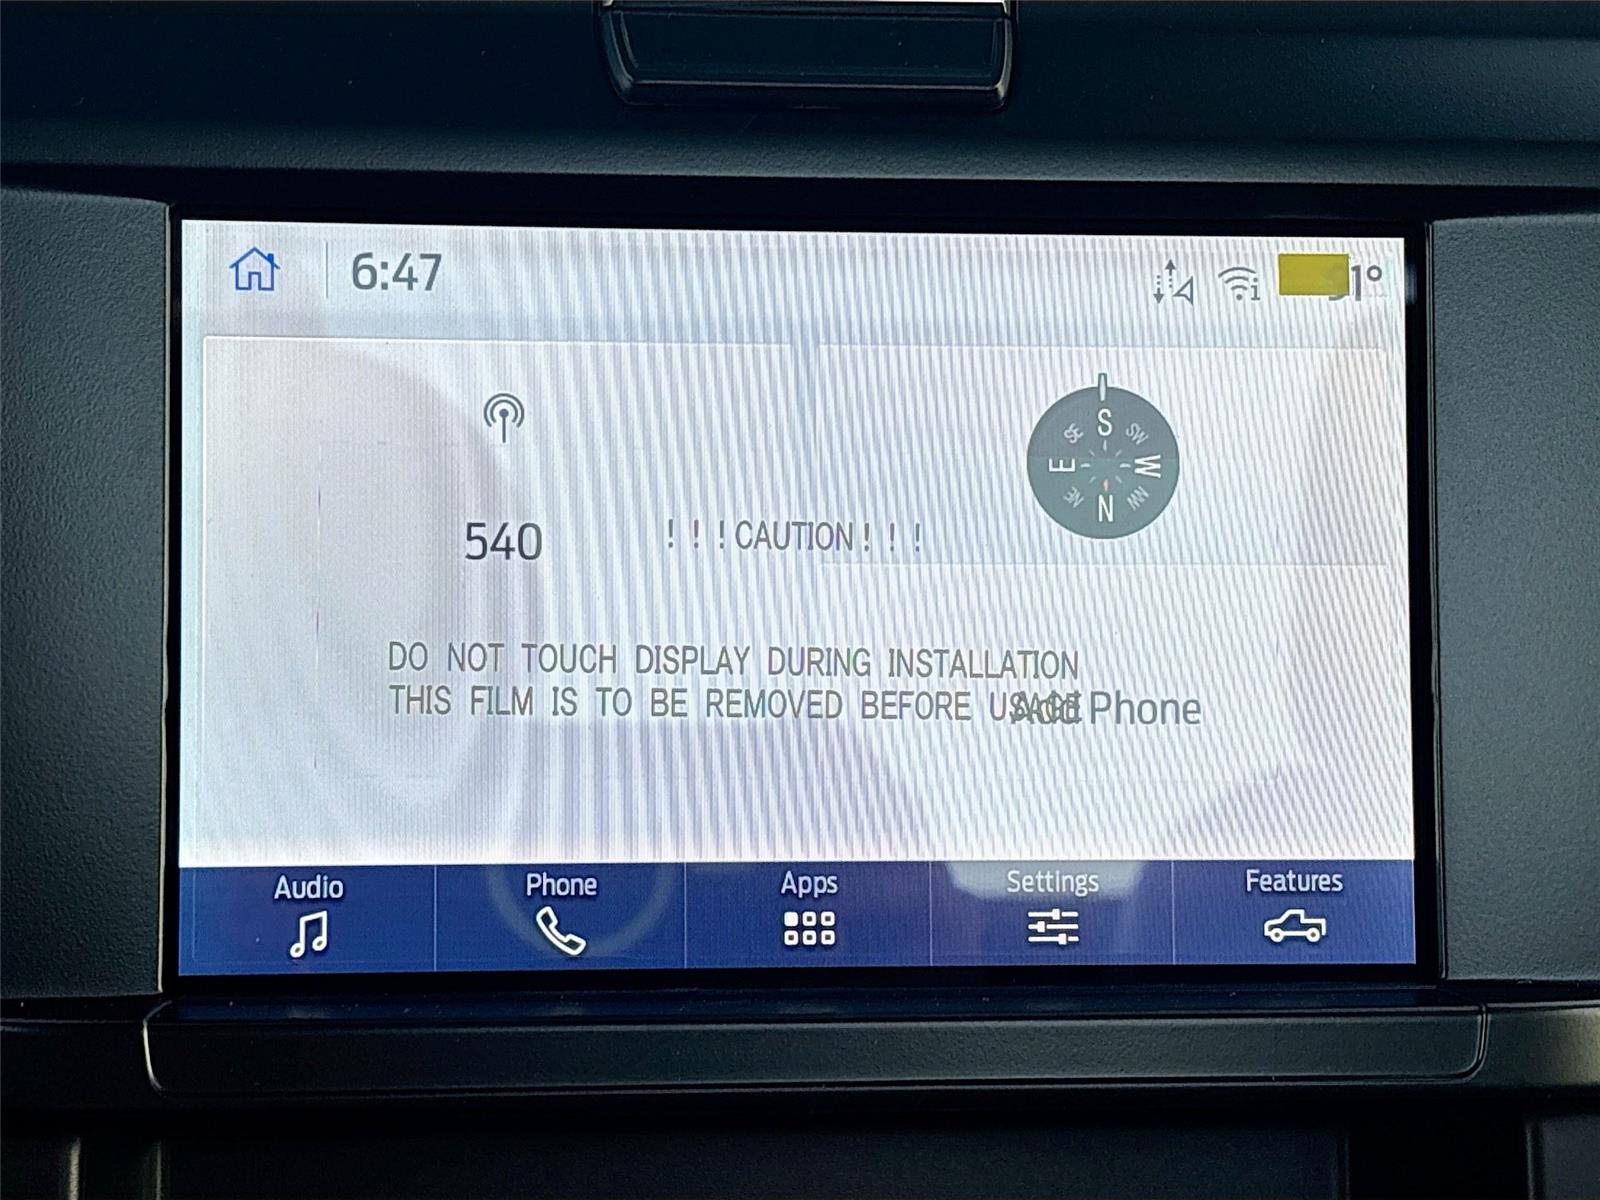 6:47
S
SE
SW
E
W
NE
NW
N
540
!!!CAUTION!!!
DO NOT TOUCH DISPLAY DURING INSTALLATION
THIS FILM IS TO BE REMOVED BEFORE USAGE
Add Phone
Audio
Phone
Apps
Settings
Features